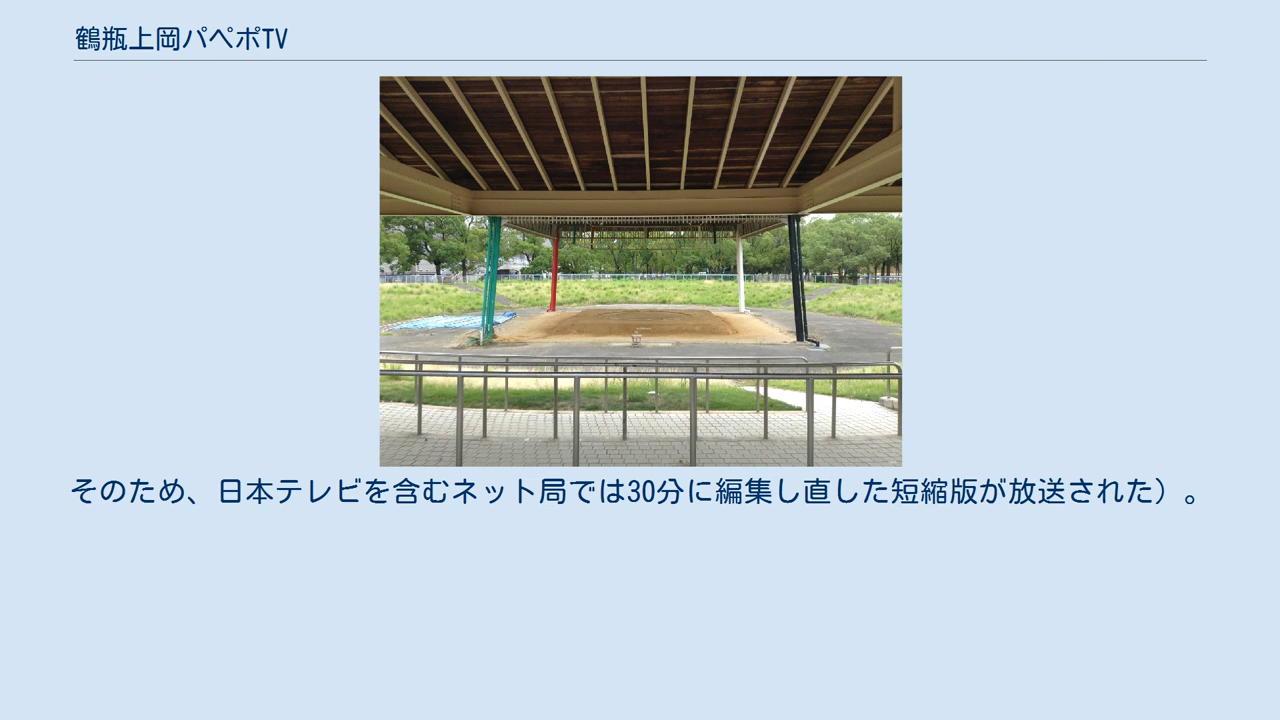 鶴瓶上岡パペポTV
そのため、日本テレビを含むネット局では30分に編集し直した短縮版が放送された）。